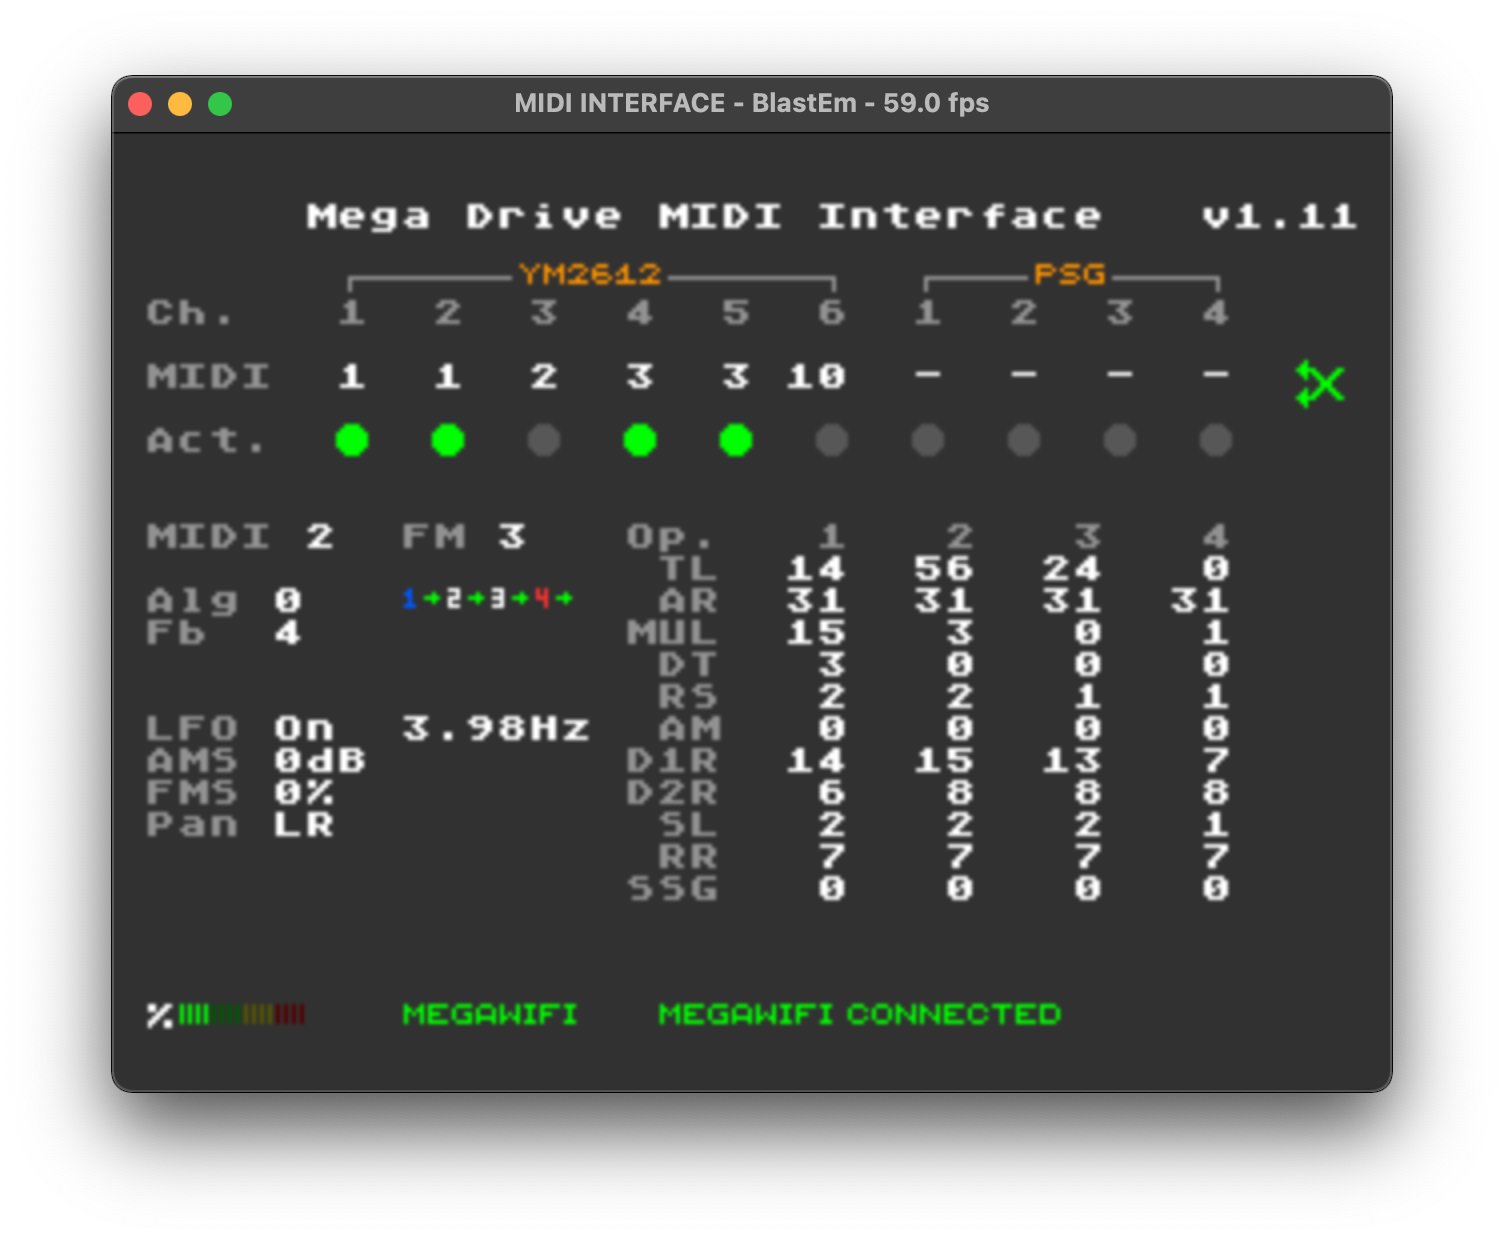 MIDI INTERFACE - BlastEm - 59.0 fps
Mega Drive MIDI Interface v1.11
YM2612 PSG
Ch. 1 2 3 4 5 6 1 2 3 4
MIDI 1 1 2 3 3 10 - - - -
Act.
MIDI 2 FM 3 Op. 1 2 3 4
TL 14 56 24 0
Alg 0 1→2→3→4→ AR 31 31 31 31
Fb 4 MUL 15 3 0 1
DT 3 0 0 0
RS 2 2 1 1
LFO On 3.98Hz AM 0 0 0 0
AMS 0dB D1R 14 15 13 7
FMS 0% D2R 6 8 8 8
Pan LR SL 2 2 2 1
RR 7 7 7 7
SSG 0 0 0 0
% MEGAWIFI MEGAWIFI CONNECTED